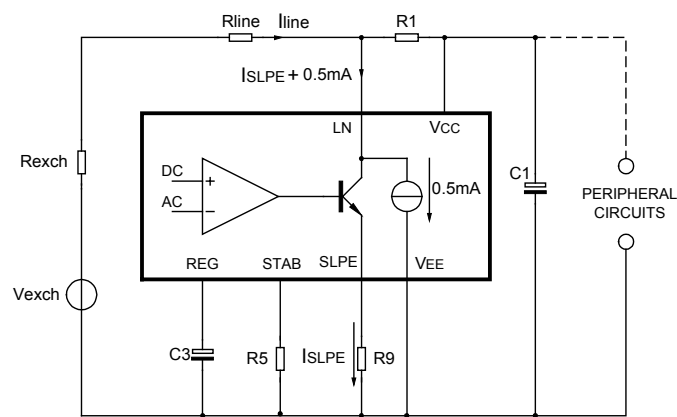 Rline
Iline
R1
ISLPE + 0.5mA
LN
VCC
Rexch
DC
+
AC
−
0.5mA
C1
PERIPHERAL
CIRCUITS
REG
STAB
SLPE
VEE
Vexch
C3
R5
ISLPE
R9